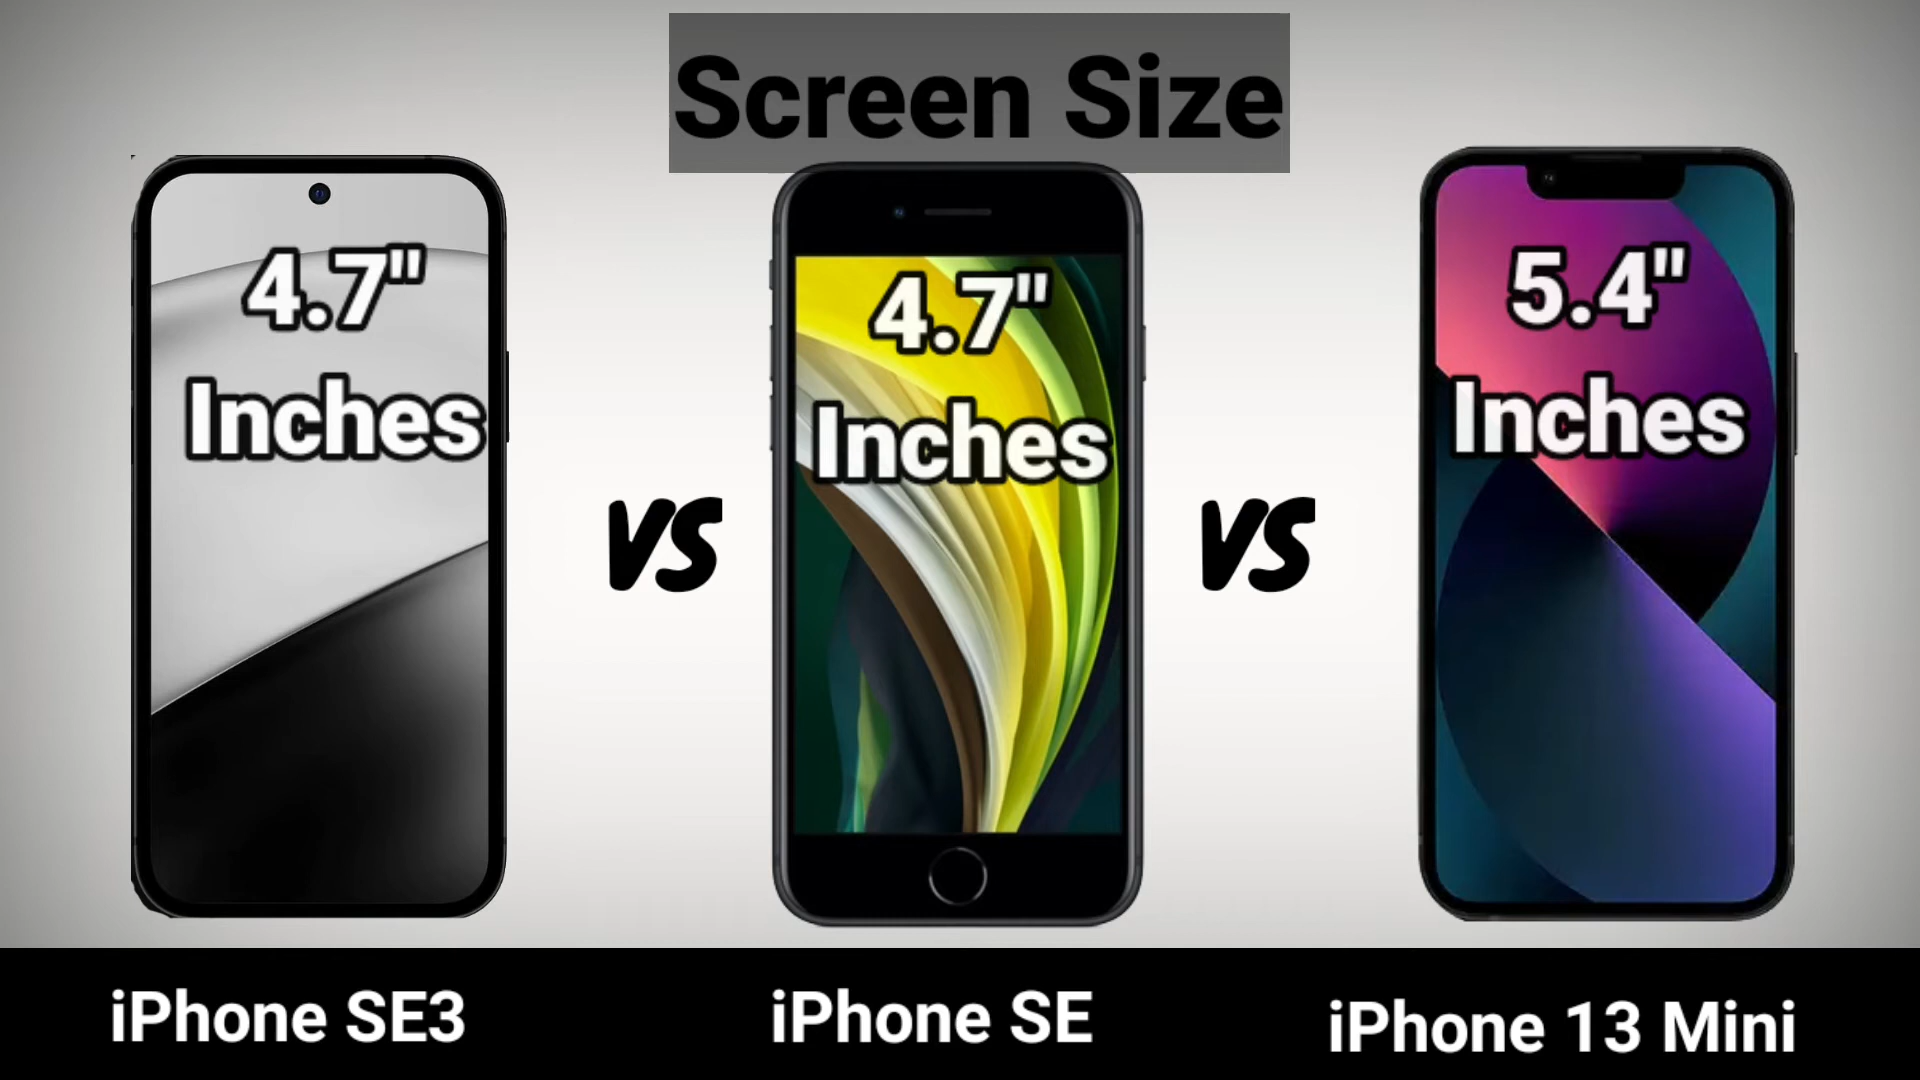 Screen Size
4.7"
Inches
VS
4.7"
Inches
VS
5.4"
Inches
iPhone SE3
iPhone SE
iPhone 13 Mini